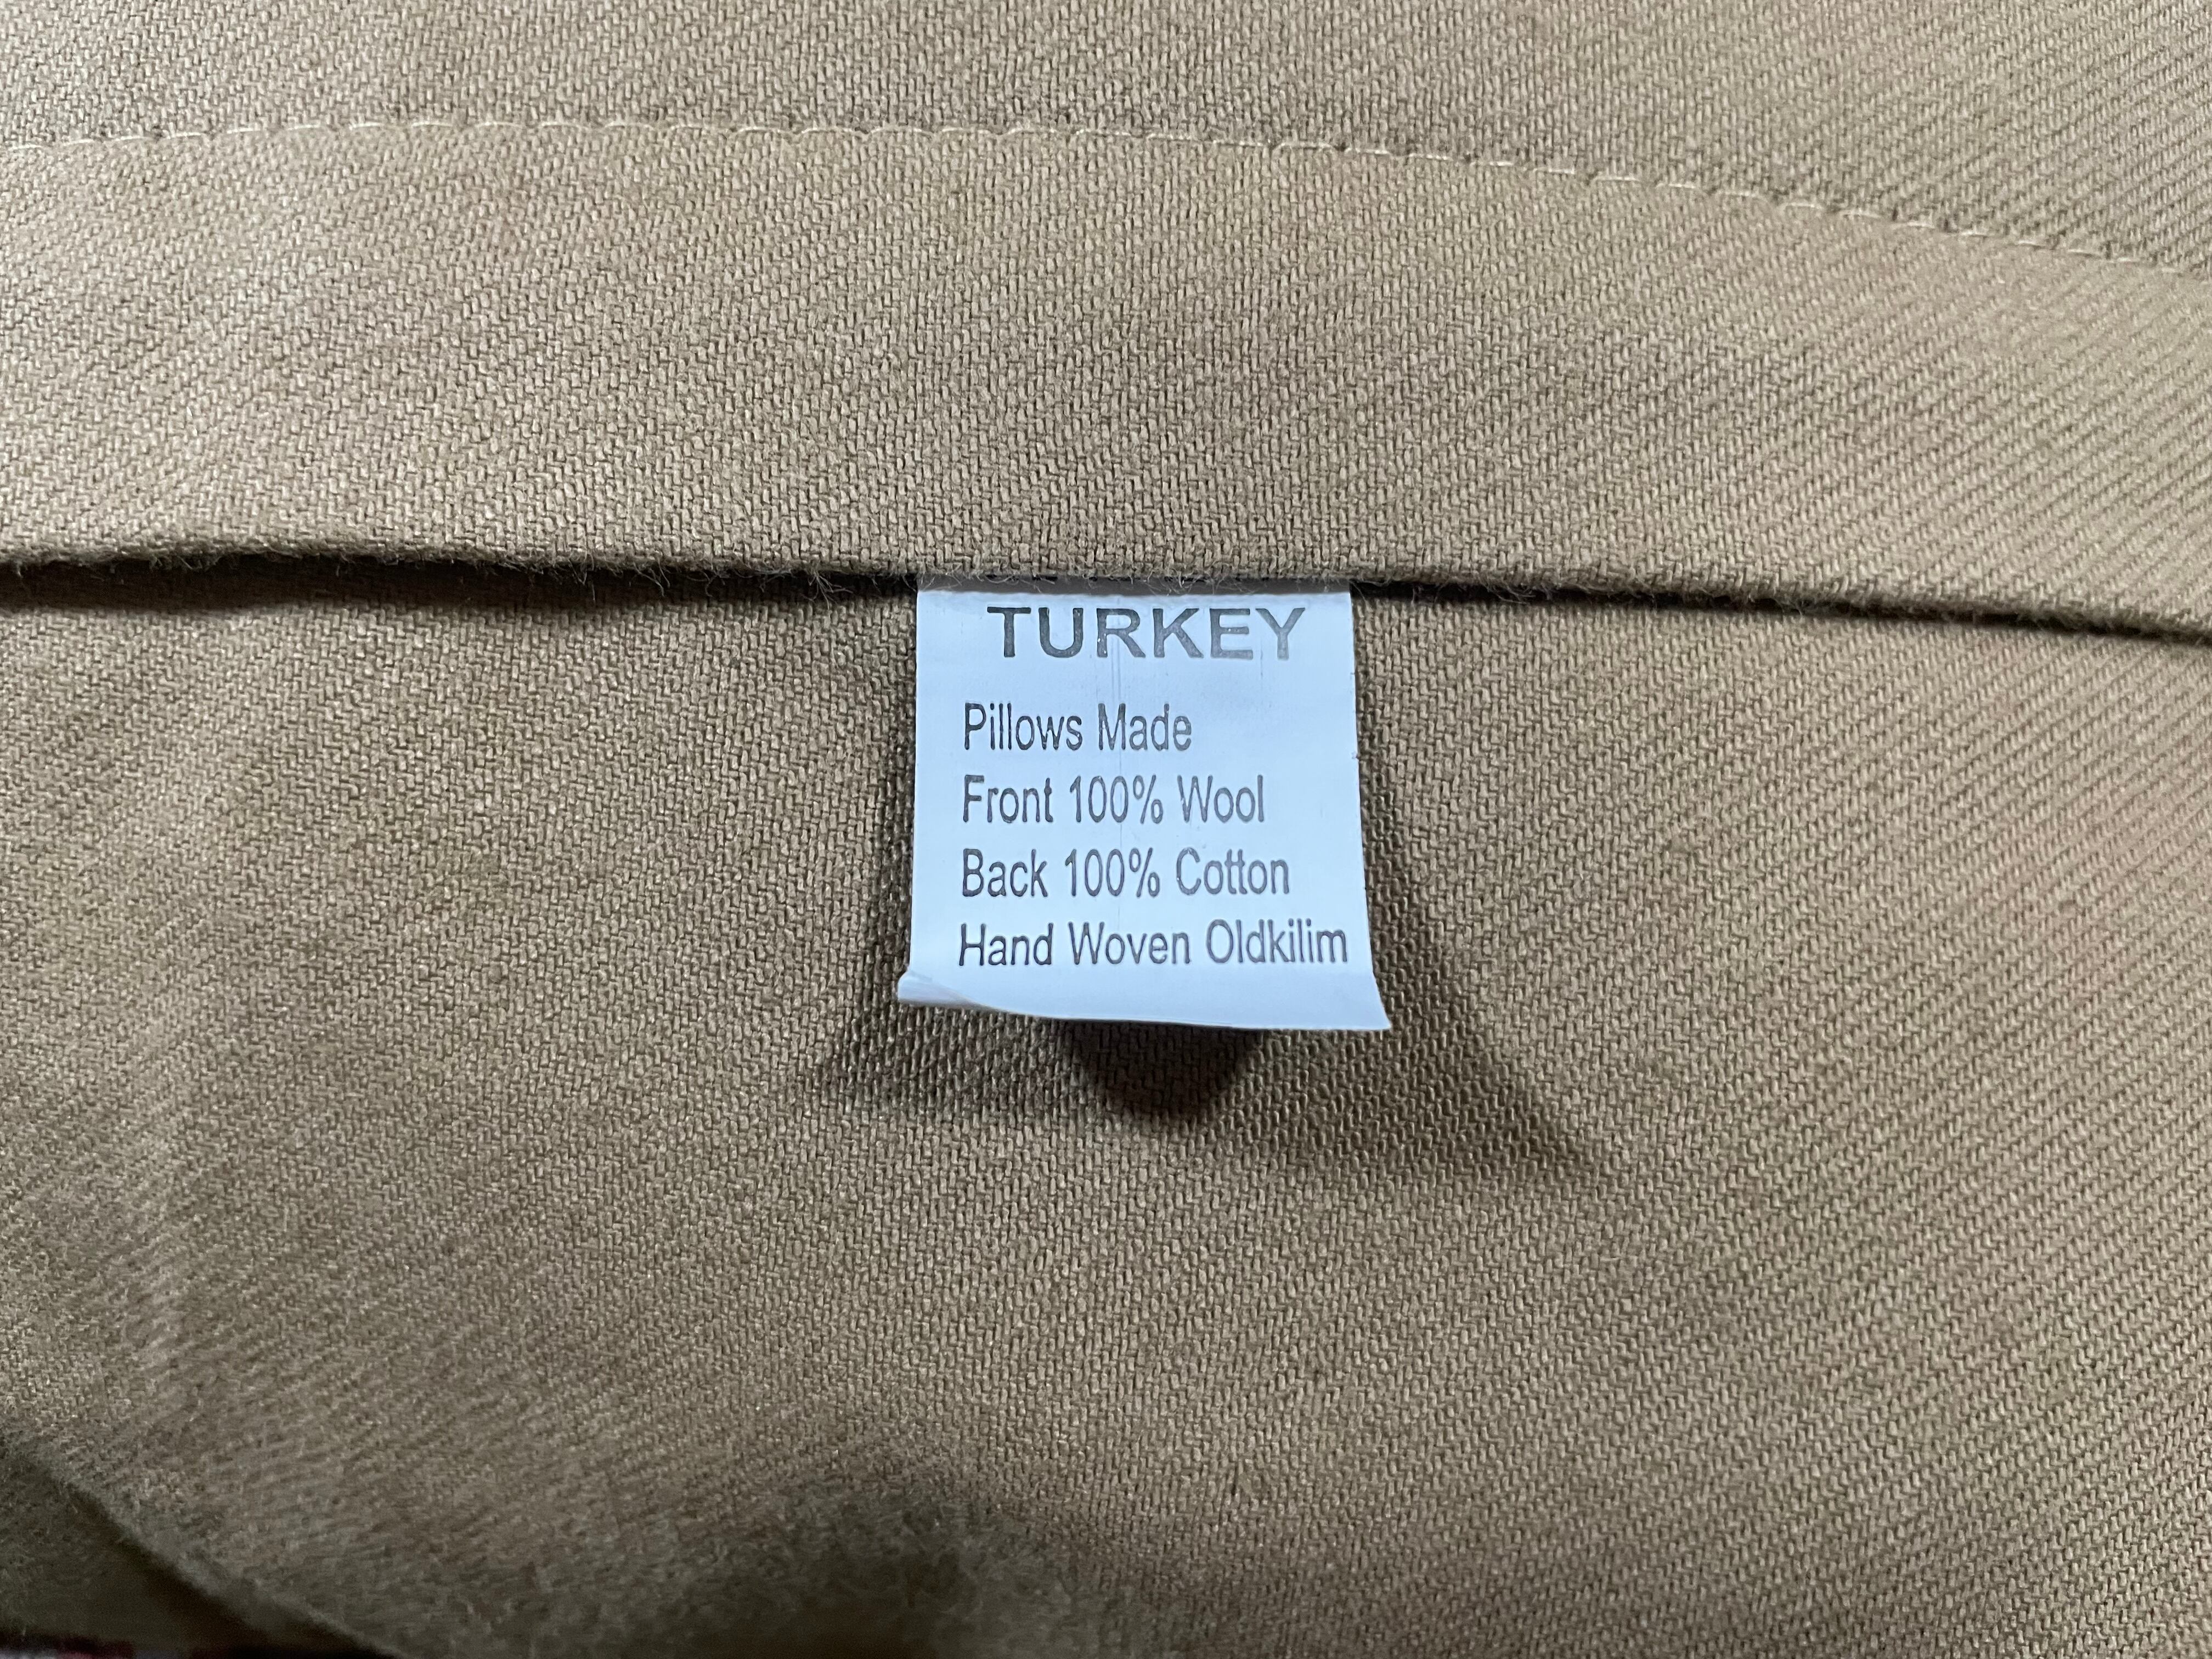 TURKEY
Pillows Made
Front 100% Wool
Back 100% Cotton
Hand Woven Oldkilim